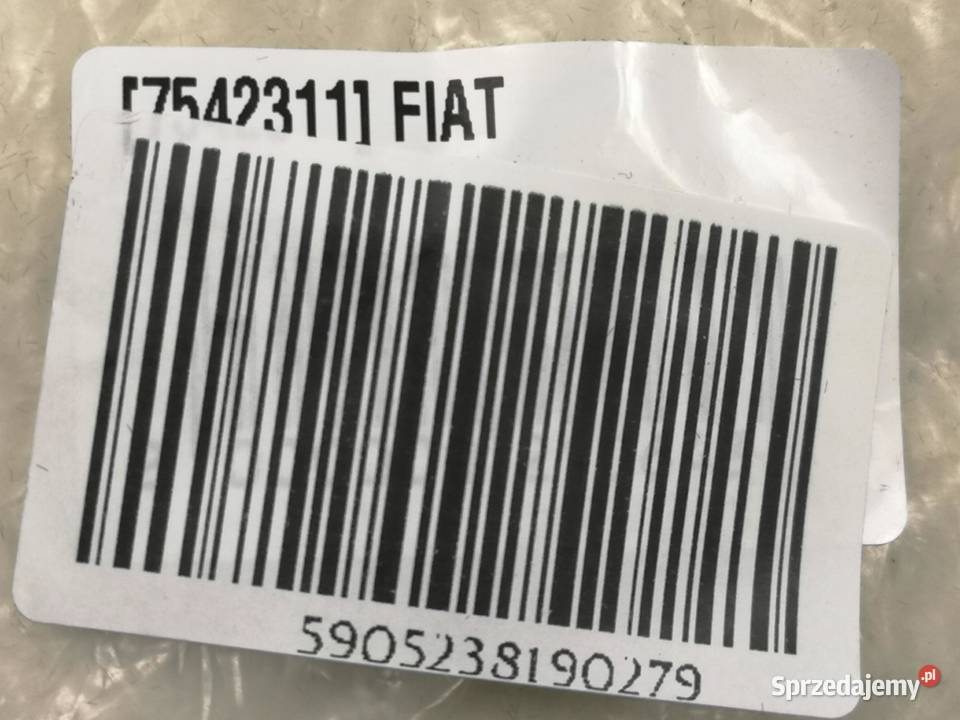 [7542311] FIAT
5905238190279
Sprzedajemy.pl